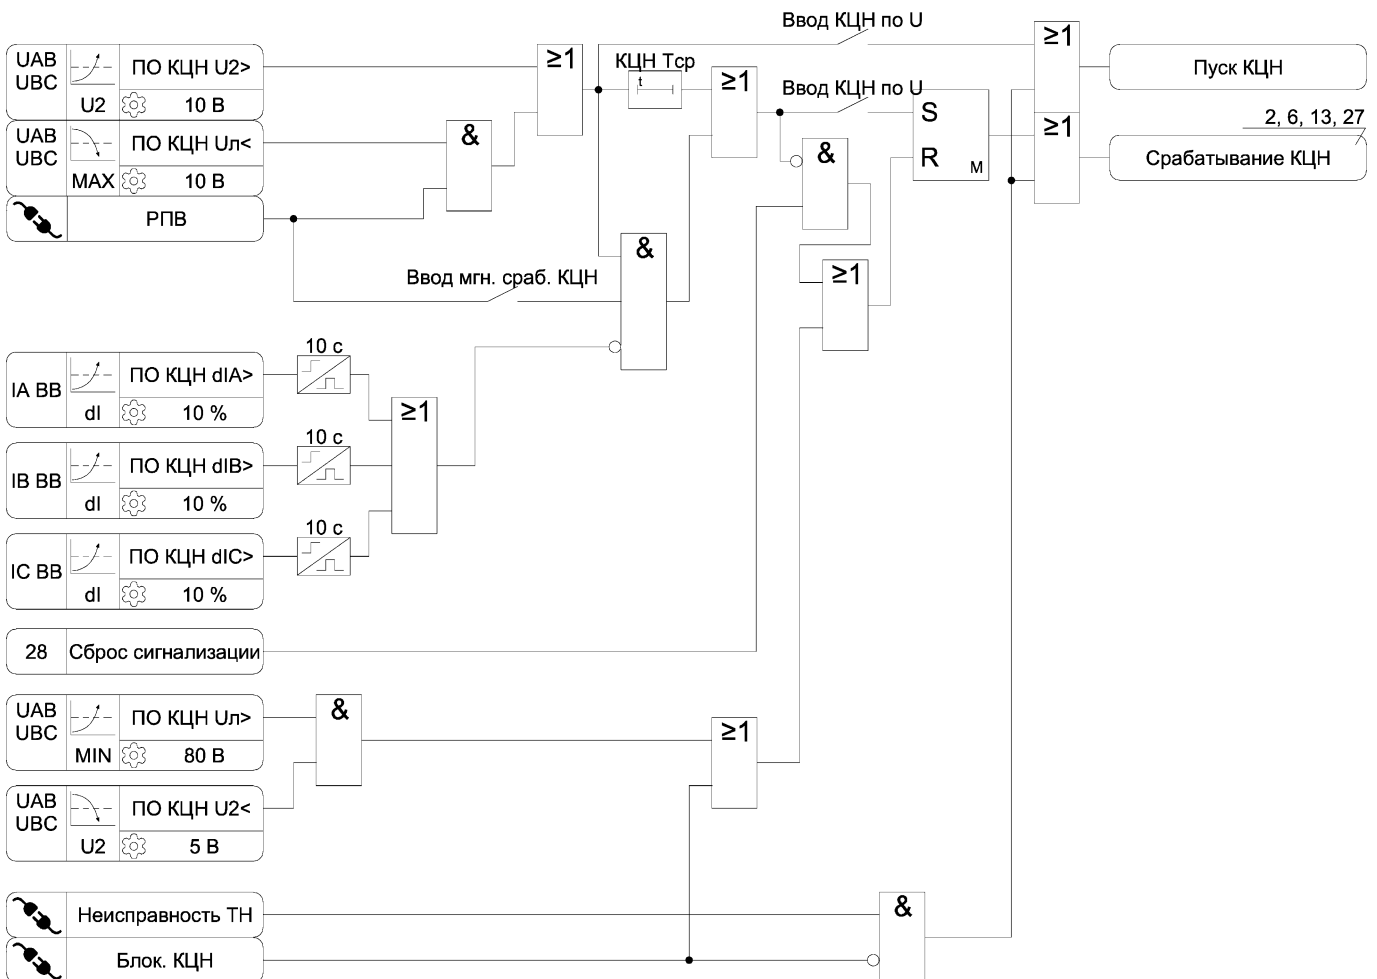 Ввод КЦН по U
≥1
UAB
UBC
ПО КЦН U2>
U2
10 В
≥1
КЦН Тср
t
≥1
Пуск КЦН
Ввод КЦН по U
S
R
М
≥1
2, 6, 13, 27
Срабатывание КЦН
UAB
UBC
ПО КЦН Uл<
MAX
10 В
&
&
РПВ
&
Ввод мгн. сраб. КЦН
≥1
IA ВВ
ПО КЦН dIA>
dI
10 %
10 с
≥1
IB ВВ
ПО КЦН dIB>
dI
10 %
10 с
IC ВВ
ПО КЦН dIC>
dI
10 %
10 с
28
Сброс сигнализации
UAB
UBC
ПО КЦН Uл>
MIN
80 В
&
≥1
UAB
UBC
ПО КЦН U2<
U2
5 В
Неисправность ТН
&
Блок. КЦН